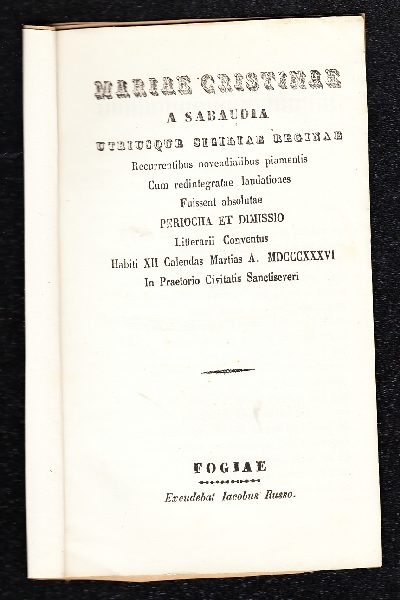 MARIAE CRISTINAE
A SABAUDIA
UTRIUSQUE SICILIAE REGINAE
Recurrentibus novendialibus piamentis
Cum redintegratae laudationes
Fuissent absolutae
PERIOCHA ET DIMISSIO
Litterarii Conventus
Habiti XII Calendas Martias A. MDCCCXXXVI
In Praetorio Civitatis Sanctiseveri
FOGIAE
Excudebat Iacobus Russo.